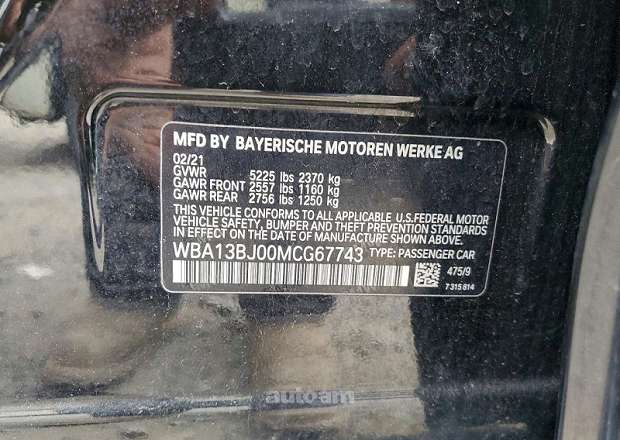 MFD BY BAYERISCHE MOTOREN WERKE AG
02/21
GVWR 5225 lbs 2370 kg
GAWR FRONT 2557 lbs 1160 kg
GAWR REAR 2756 lbs 1250 kg
THIS VEHICLE CONFORMS TO ALL APPLICABLE U.S.FEDERAL MOTOR
VEHICLE SAFETY, BUMPER AND THEFT PREVENTION STANDARDS
IN EFFECT ON THE DATE OF MANUFACTURE SHOWN ABOVE.
WBA13BJ00MCG67743 TYPE: PASSENGER CAR
475/9
7 315 814
autoam